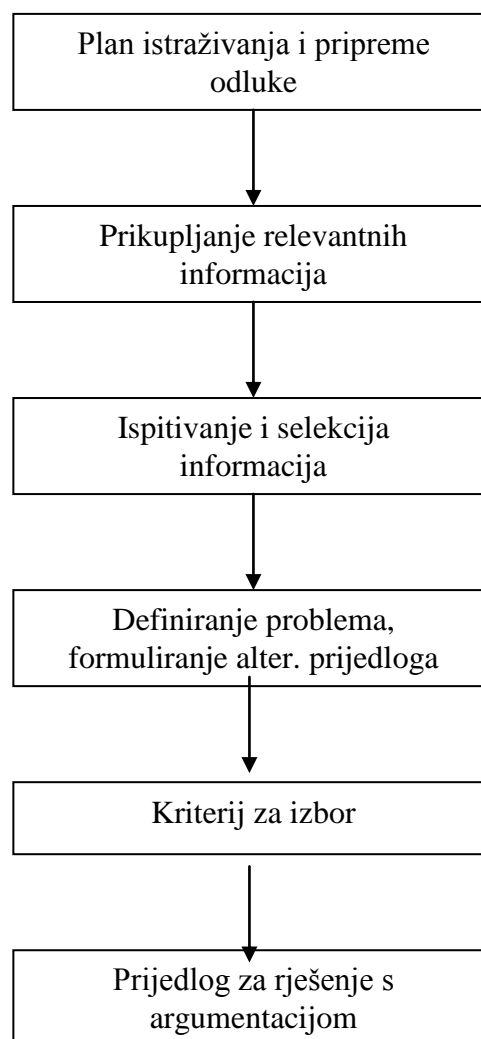 Plan istraživanja i pripreme
odluke
Prikupljanje relevantnih
informacija
Ispitivanje i selekcija
informacija
Definiranje problema,
formuliranje alter. prijedloga
Kriterij za izbor
Prijedlog za rješenje s
argumentacijom